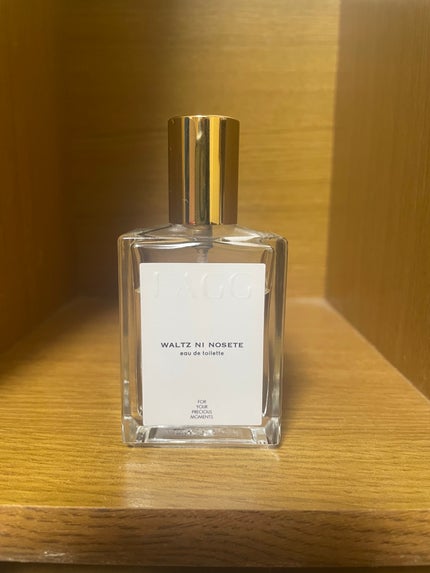 WALTZ NI NOSETE
eau de toilette
FOR
YOUR
PRECIOUS
MOMENTS